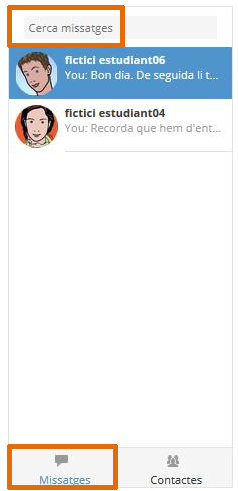 Cerca missatges
fictici estudiant06
You: Bon dia. De seguida li t...
fictici estudiant04
You: Recorda que hem d'ent...
Missatges
Contactes